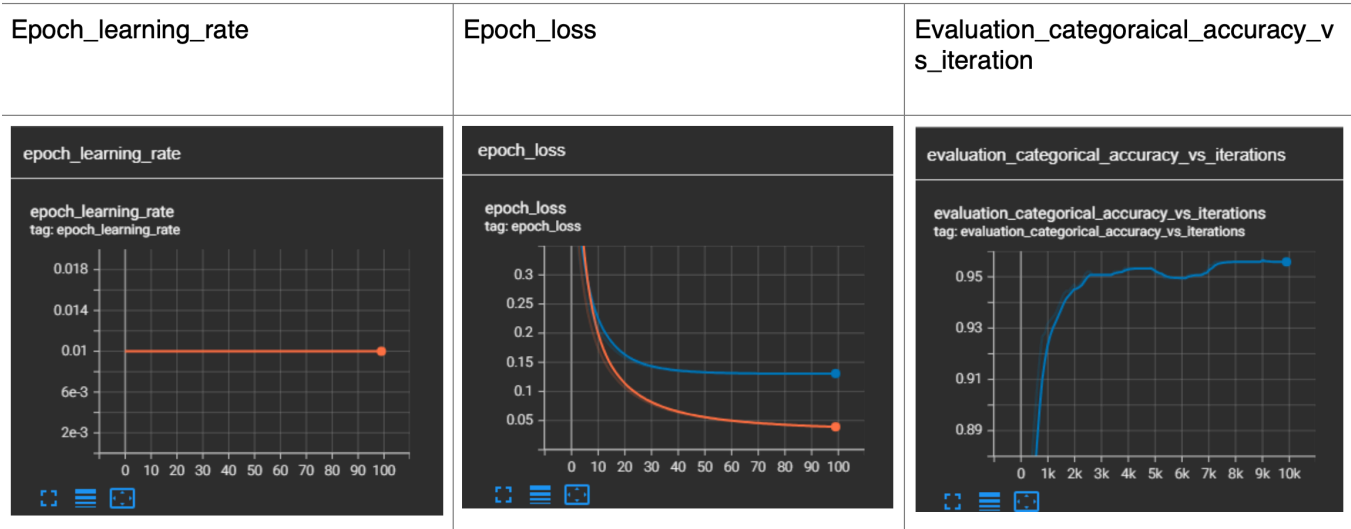 Epoch_learning_rate
Epoch_loss
Evaluation_categoraical_accuracy_v
s_iteration
epoch_learning_rate
epoch_learning_rate
tag: epoch_learning_rate
0.018
0.014
0.01
6e-3
2e-3
0 10 20 30 40 50 60 70 80 90 100
epoch_loss
epoch_loss
tag: epoch_loss
0.3
0.25
0.2
0.15
0.1
0.05
0 10 20 30 40 50 60 70 80 90 100
evaluation_categorical_accuracy_vs_iterations
evaluation_categorical_accuracy_vs_iterations
tag: evaluation_categorical_accuracy_vs_iterations
0.95
0.93
0.91
0.89
0 1k 2k 3k 4k 5k 6k 7k 8k 9k 10k